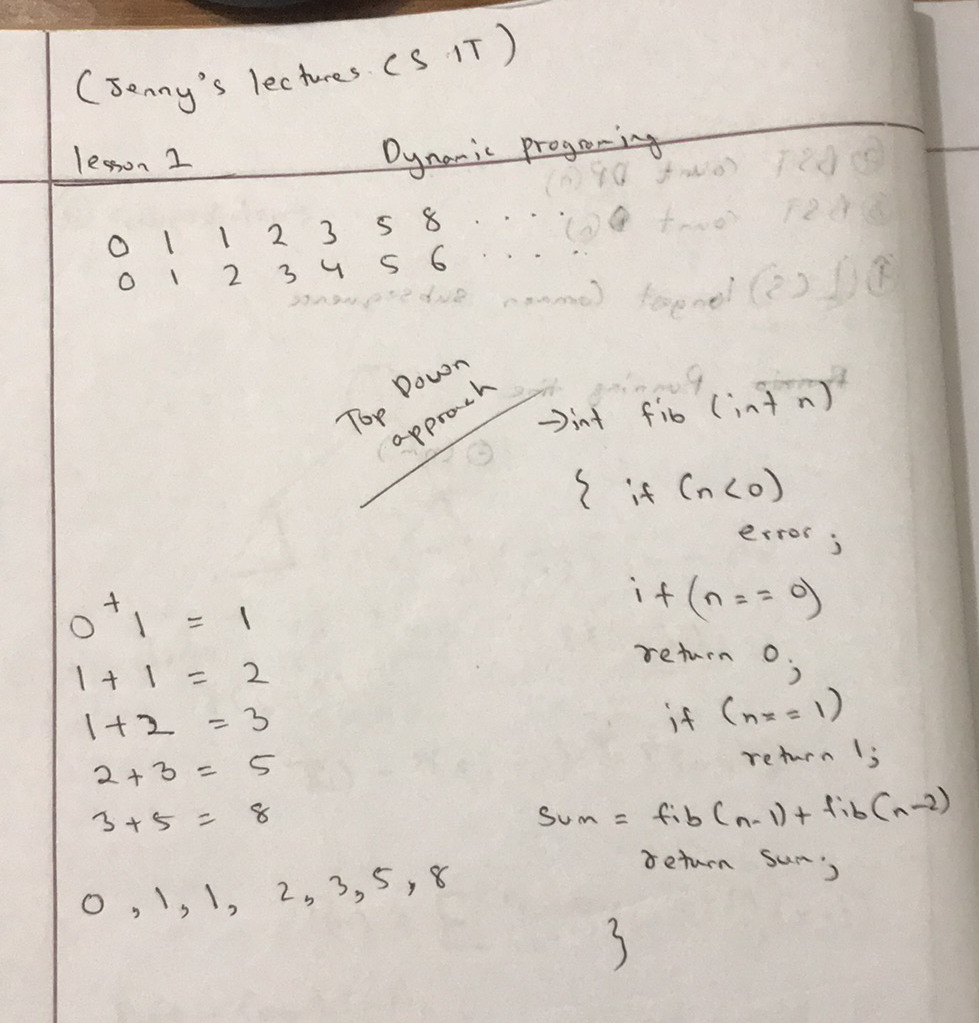 (Jenny's lectures CS IT)
lesson 1 Dynamic programing
0 1 1 2 3 5 8 . . . . .
0 1 2 3 4 5 6 . . . . .
Top Down
approach
→int fib (int n)
{ if (n<0)
error;
if (n==0)
return 0;
if (n==1)
return 1;
sum = fib(n-1)+fib(n-2)
return sum;
}
0+1 = 1
1+1 = 2
1+2 = 3
2+3 = 5
3+5 = 8
0,1,1, 2,3,5,8